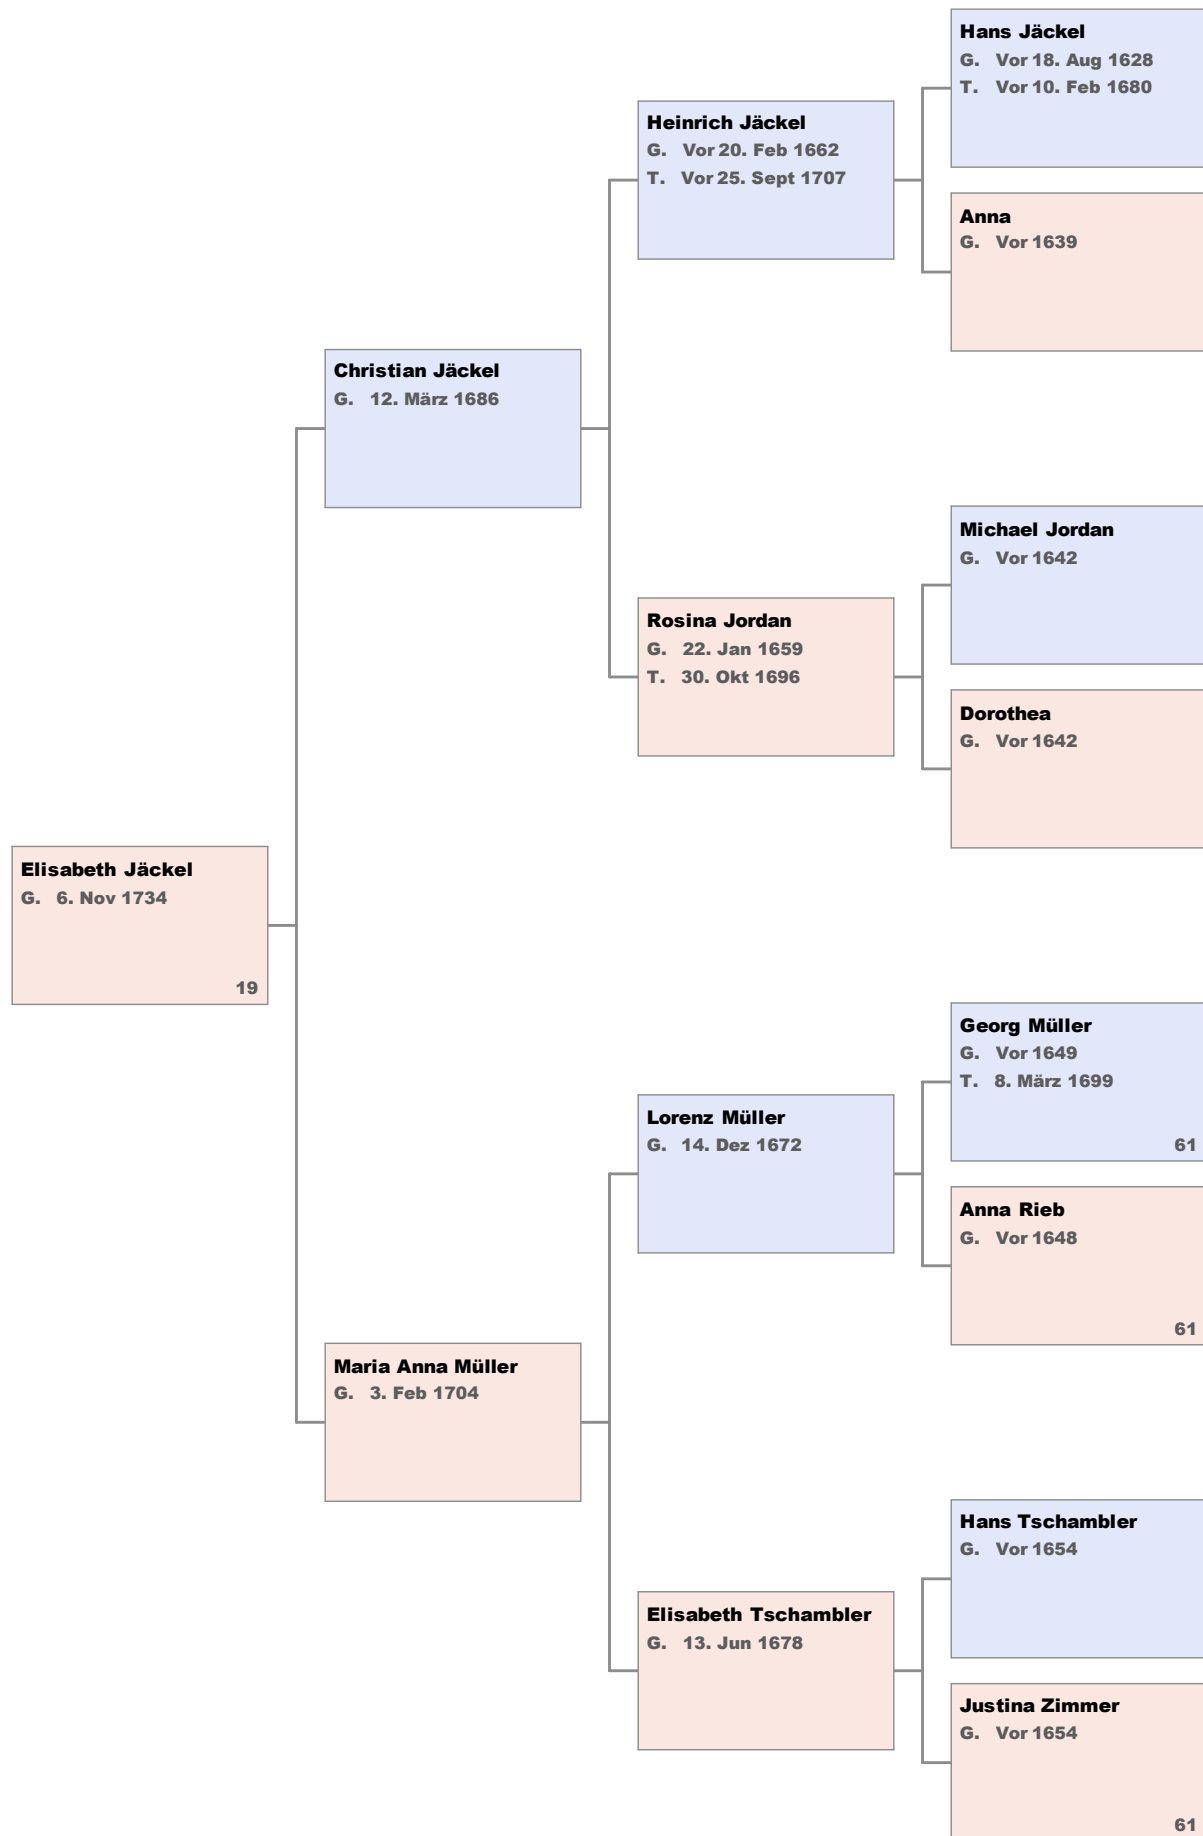 Hans Jäckel
G. Vor 18. Aug 1628
T. Vor 10. Feb 1680
Heinrich Jäckel
G. Vor 20. Feb 1662
T. Vor 25. Sept 1707
Anna
G. Vor 1639
Christian Jäckel
G. 12. März 1686
Michael Jordan
G. Vor 1642
Rosina Jordan
G. 22. Jan 1659
T. 30. Okt 1696
Dorothea
G. Vor 1642
Elisabeth Jäckel
G. 6. Nov 1734
19
Georg Müller
G. Vor 1649
T. 8. März 1699
61
Lorenz Müller
G. 14. Dez 1672
Anna Rieb
G. Vor 1648
61
Maria Anna Müller
G. 3. Feb 1704
Hans Tschambler
G. Vor 1654
Elisabeth Tschambler
G. 13. Jun 1678
Justina Zimmer
G. Vor 1654
61